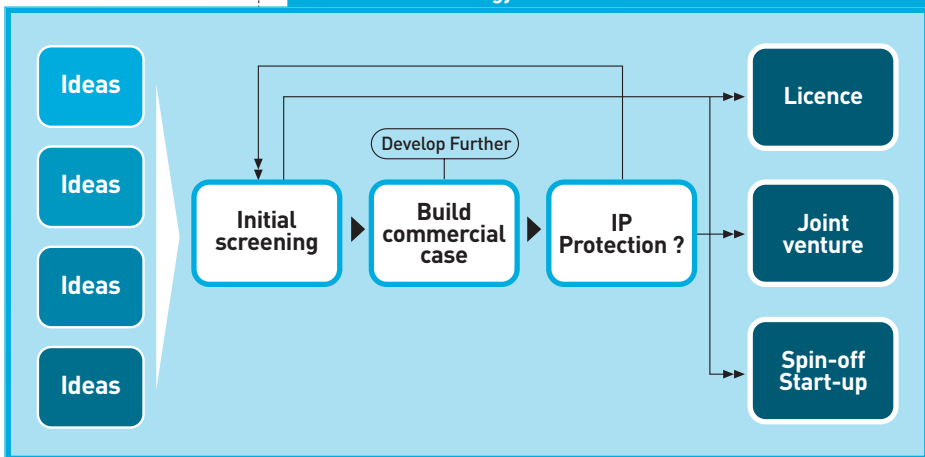 Ideas
Ideas
Ideas
Ideas
Develop Further
Initial
screening
Build
commercial
case
IP
Protection ?
Licence
Joint
venture
Spin-off
Start-up